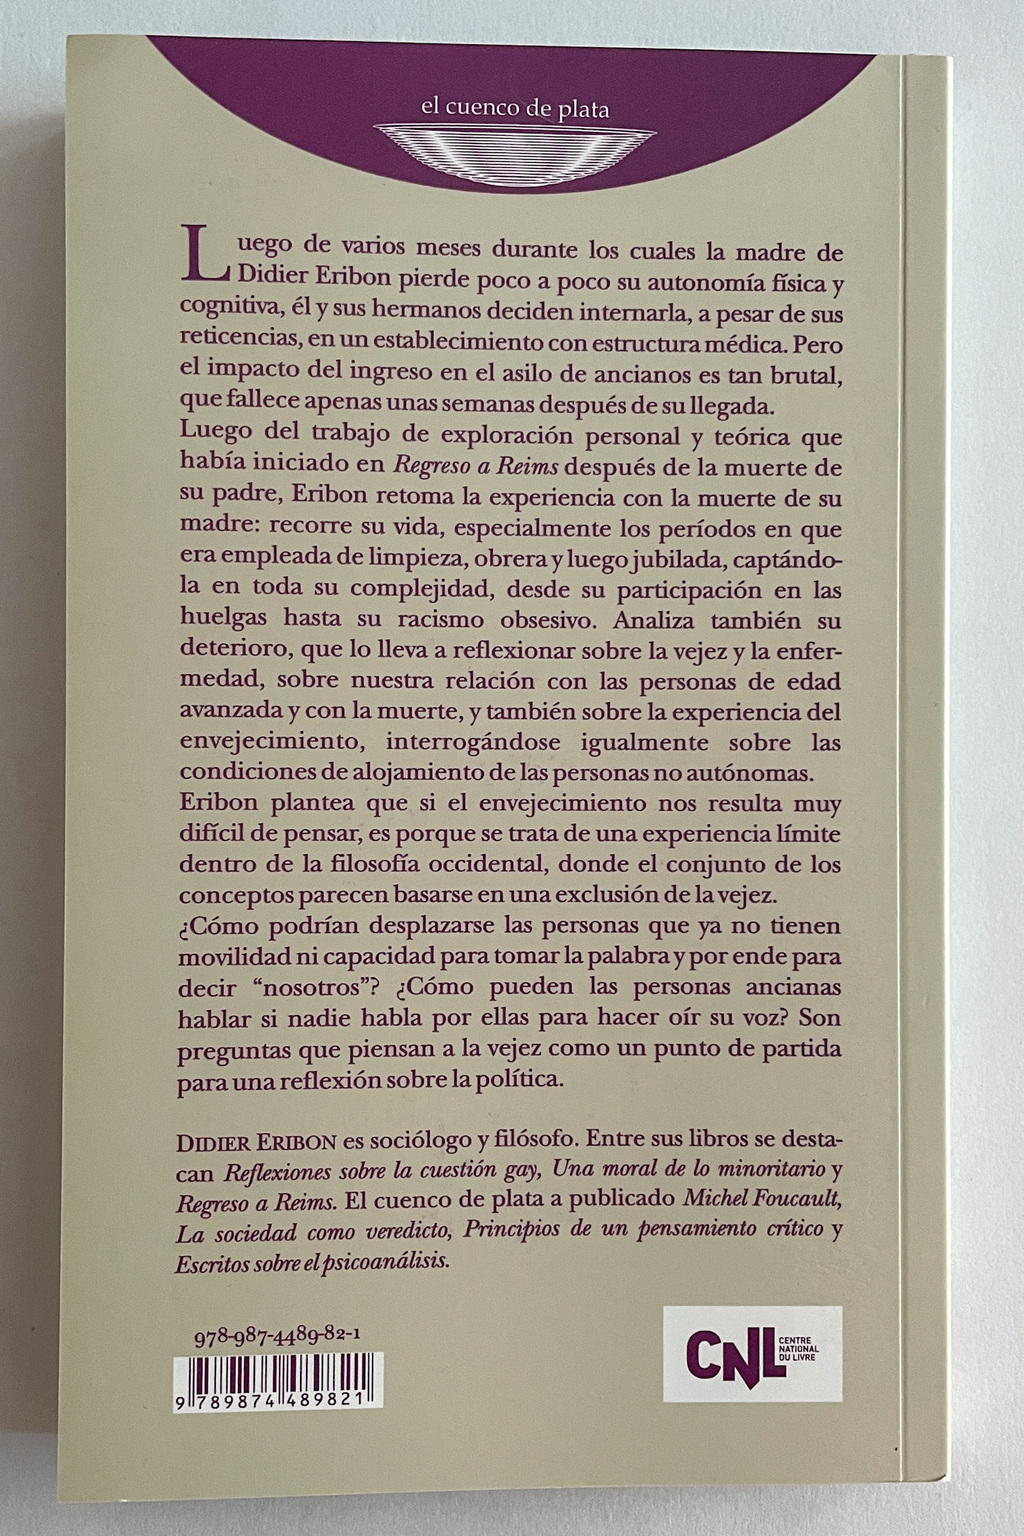 el cuenco de plata
Luego de varios meses durante los cuales la madre de
Didier Eribon pierde poco a poco su autonomía física y
cognitiva, él y sus hermanos deciden internarla, a pesar de sus
reticencias, en un establecimiento con estructura médica. Pero
el impacto del ingreso en el asilo de ancianos es tan brutal,
que fallece apenas unas semanas después de su llegada.
Luego del trabajo de exploración personal y teórica que
había iniciado en Regreso a Reims después de la muerte de
su padre, Eribon retoma la experiencia con la muerte de su
madre: recorre su vida, especialmente los períodos en que
era empleada de limpieza, obrera y luego jubilada, captándo-
la en toda su complejidad, desde su participación en las
huelgas hasta su racismo obsesivo. Analiza también su
deterioro, que lo lleva a reflexionar sobre la vejez y la enfer-
medad, sobre nuestra relación con las personas de edad
avanzada y con la muerte, y también sobre la experiencia del
envejecimiento, interrogándose igualmente sobre las
condiciones de alojamiento de las personas no autónomas.
Eribon plantea que si el envejecimiento nos resulta muy
difícil de pensar, es porque se trata de una experiencia límite
dentro de la filosofía occidental, donde el conjunto de los
conceptos parecen basarse en una exclusión de la vejez.
¿Cómo podrían desplazarse las personas que ya no tienen
movilidad ni capacidad para tomar la palabra y por ende para
decir “nosotros”? ¿Cómo pueden las personas ancianas
hablar si nadie habla por ellas para hacer oír su voz? Son
preguntas que piensan a la vejez como un punto de partida
para una reflexión sobre la política.
DIDIER ERIBON es sociólogo y filósofo. Entre sus libros se desta-
can Reflexiones sobre la cuestión gay, Una moral de lo minoritario y
Regreso a Reims. El cuenco de plata a publicado Michel Foucault,
La sociedad como veredicto, Principios de un pensamiento crítico y
Escritos sobre el psicoanálisis.
978-987-4489-82-1
9 789874 489821
CNL
CENTRE
NATIONAL
DU LIVRE